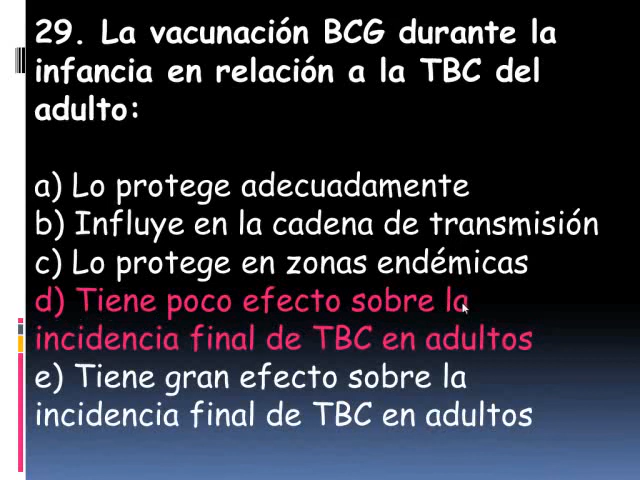 29. La vacunación BCG durante la
infancia en relación a la TBC del
adulto:
a) Lo protege adecuadamente
b) Influye en la cadena de transmisión
c) Lo protege en zonas endémicas
d) Tiene poco efecto sobre la
incidencia final de TBC en adultos
e) Tiene gran efecto sobre la
incidencia final de TBC en adultos